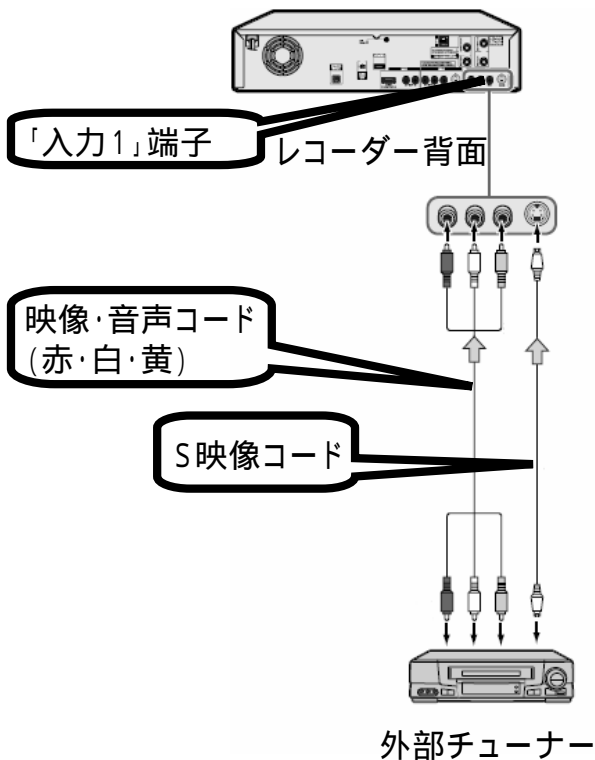 「入力1」端子
レコーダー背面
映像・音声コード
(赤・白・黄)
S映像コード
外部チューナー